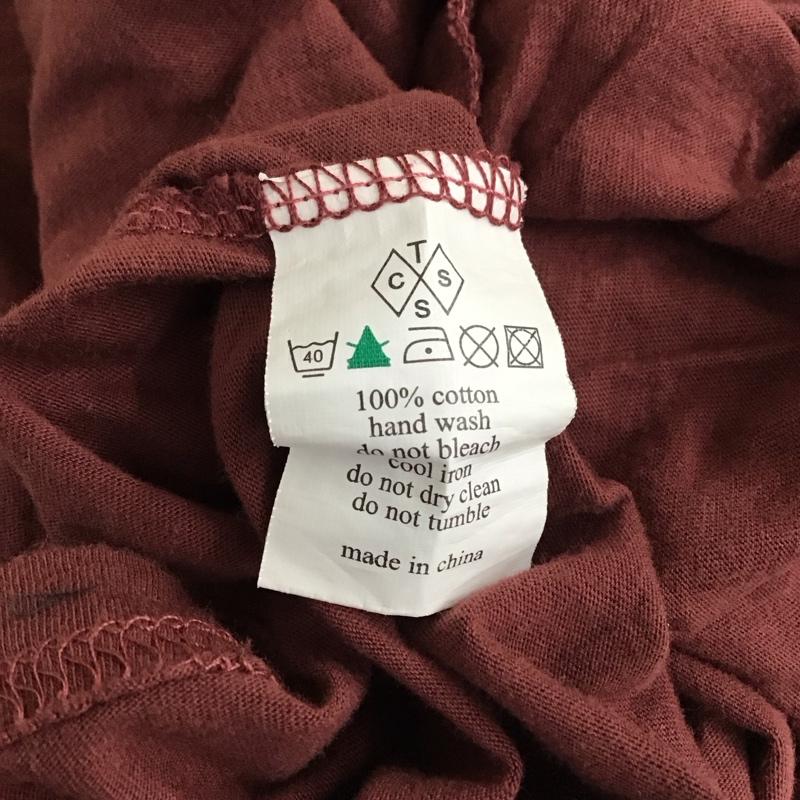 T
C S
S
40
100% cotton
hand wash
do not bleach
cool iron
do not dry clean
do not tumble
made in china